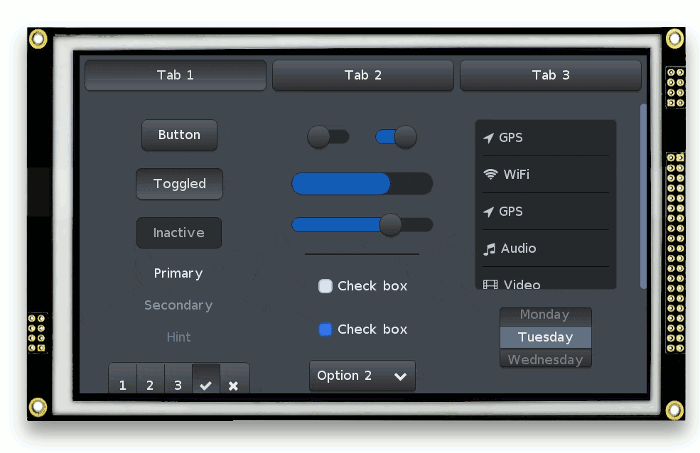 Tab 1
Tab 2
Tab 3
Button
Toggled
Inactive
Primary
Secondary
Hint
1 2 3
Check box
Check box
Option 2
GPS
WiFi
GPS
Audio
Video
Monday
Tuesday
Wednesday